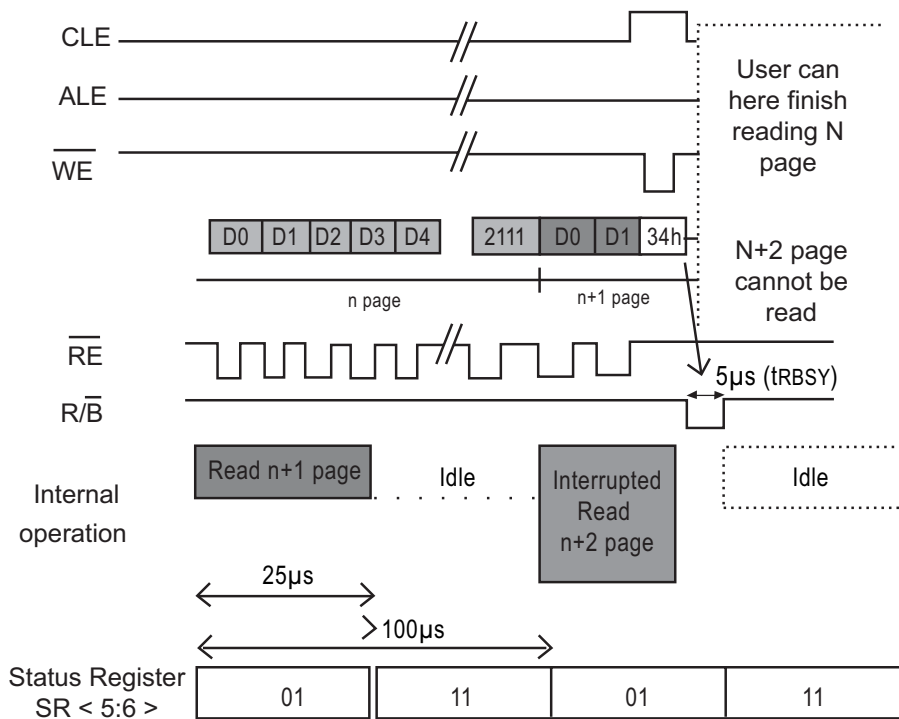 CLE
ALE
WE
User can
here finish
reading N
page
D0 D1 D2 D3 D4 2111 D0 D1 34h
N+2 page
cannot be
read
n page n+1 page
RE
5µs (tRBSY)
R/B
Internal
operation
Read n+1 page
Idle
Interrupted
Read
n+2 page
Idle
25µs
>100µs
Status Register
SR < 5:6 >
01 11 01 11